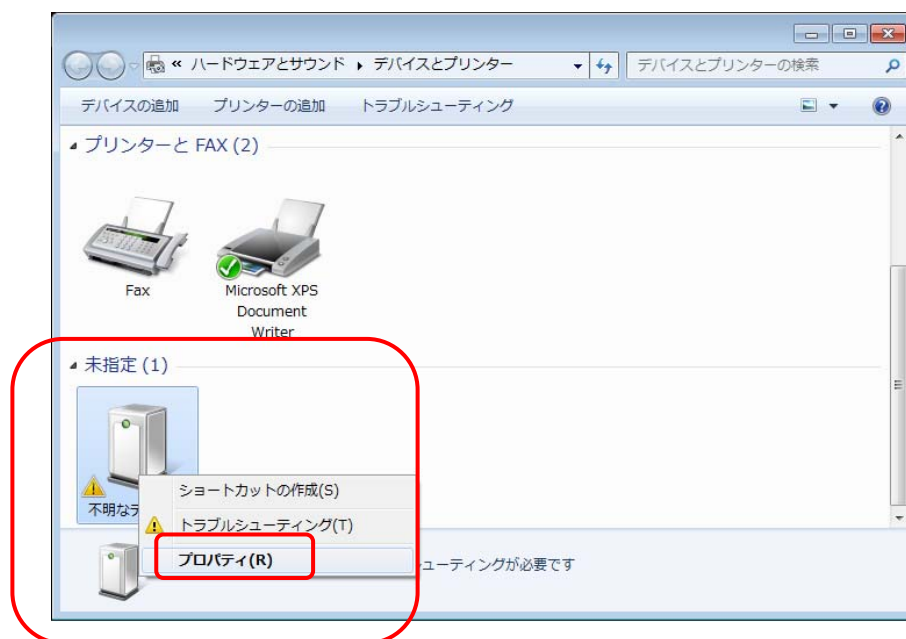 « ハードウェアとサウンド ▸ デバイスとプリンター
デバイスとプリンターの検索
デバイスの追加 プリンターの追加 トラブルシューティング
プリンターと FAX (2)
Fax
Microsoft XPS
Document
Writer
未指定 (1)
不明な
ショートカットの作成(S)
トラブルシューティング(T)
プロパティ(R)
ューティングが必要です